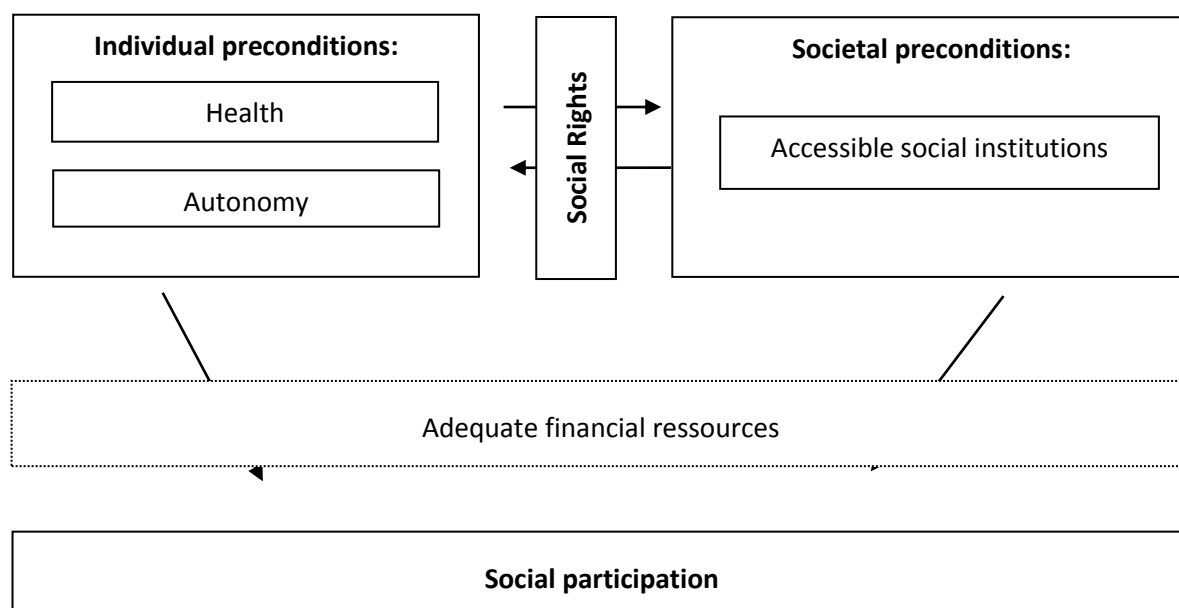 Individual preconditions:
Health
Autonomy
Social Rights
Societal preconditions:
Accessible social institutions
Adequate financial ressources
Social participation